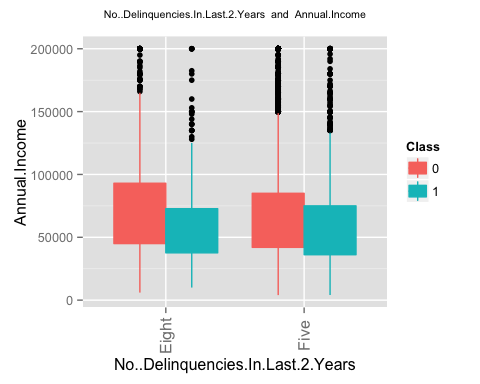 No..Delinquencies.In.Last.2.Years and Annual.Income
200000
150000
100000
50000
0
Annual.Income
Eight
Five
No..Delinquencies.In.Last.2.Years
Class
0
1